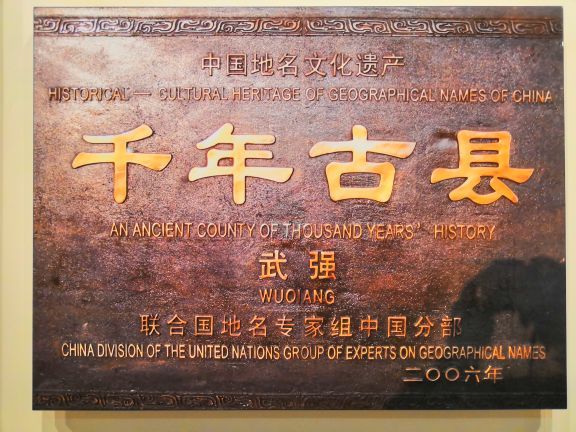 中国地名文化遗产
HISTORICAL — CULTURAL HERITAGE OF GEOGRAPHICAL NAMES OF CHINA
千年古县
AN ANCIENT COUNTY OF THOUSAND YEARS' HISTORY
武强
WUQIANG
联合国地名专家组中国分部
CHINA DIVISION OF THE UNITED NATIONS GROUP OF EXPERTS ON GEOGRAPHICAL NAMES
二〇〇六年